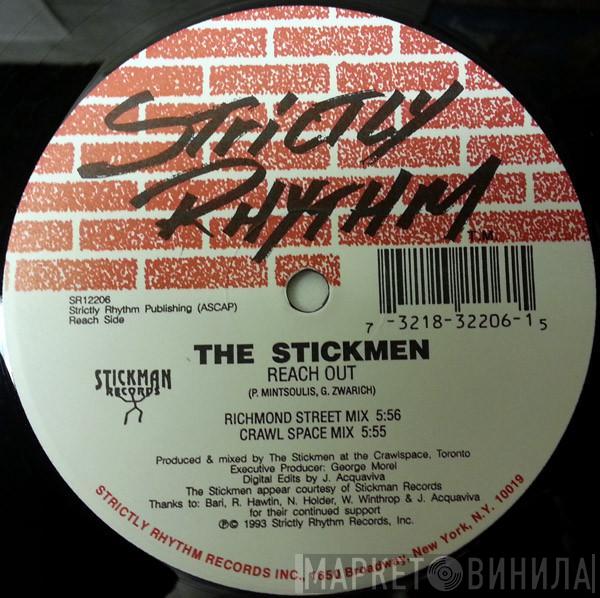 STRICTLY
RHYTHM
TM
SR12206
Strictly Rhythm Publishing (ASCAP)
Reach Side
7 -3218-32206-1 5
THE STICKMEN
REACH OUT
(P. MINTSOULIS, G. ZWARICH)
STICKMAN
RECORDS
RICHMOND STREET MIX 5:56
CRAWL SPACE MIX 5:55
Produced & mixed by The Stickmen at the Crawlspace, Toronto
Executive Producer: George Morel
Digital Edits by J. Acquaviva
The Stickmen appear courtesy of Stickman Records
Thanks to: Bari, R. Hawtin, N. Holder, W. Winthrop & J. Acquaviva
for their continued support
℗© 1993 Strictly Rhythm Records, Inc.
STRICTLY RHYTHM RECORDS INC., 1650 Broadway, New York, N.Y. 10019
МАРКЕТ ВИНИЛА